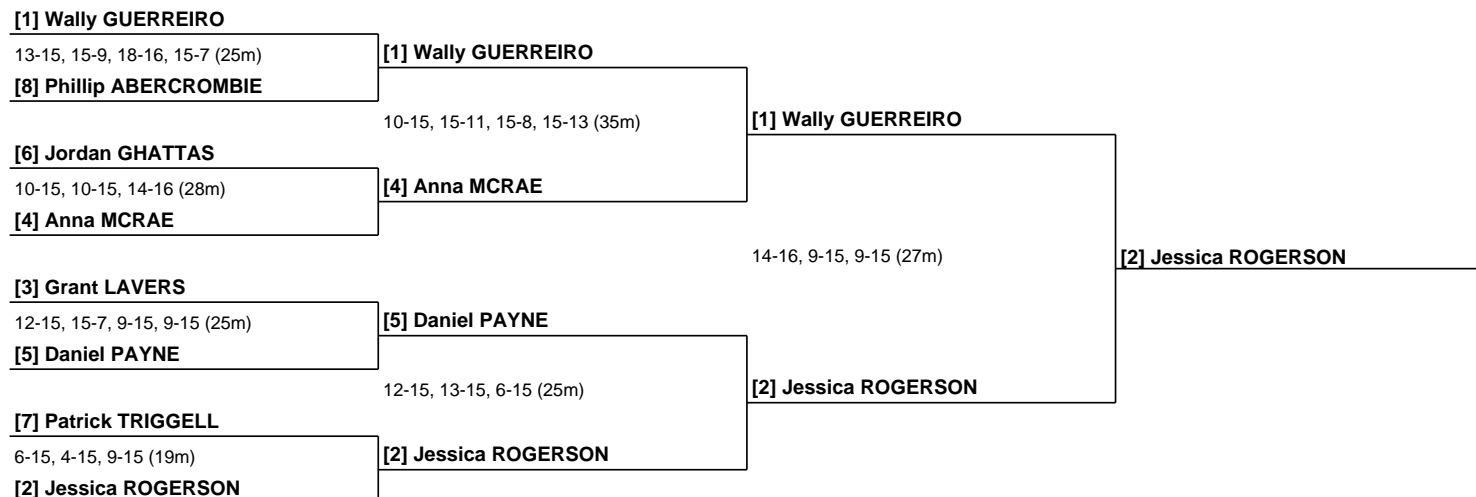 [1] Wally GUERREIRO
13-15, 15-9, 18-16, 15-7 (25m)
[8] Phillip ABERCROMBIE
[6] Jordan GHATTAS
10-15, 10-15, 14-16 (28m)
[4] Anna MCRAE
[3] Grant LAVERS
12-15, 15-7, 9-15, 9-15 (25m)
[5] Daniel PAYNE
[7] Patrick TRIGGELL
6-15, 4-15, 9-15 (19m)
[2] Jessica ROGERSON
[1] Wally GUERREIRO
10-15, 15-11, 15-8, 15-13 (35m)
[4] Anna MCRAE
[5] Daniel PAYNE
12-15, 13-15, 6-15 (25m)
[2] Jessica ROGERSON
[1] Wally GUERREIRO
14-16, 9-15, 9-15 (27m)
[2] Jessica ROGERSON
[2] Jessica ROGERSON